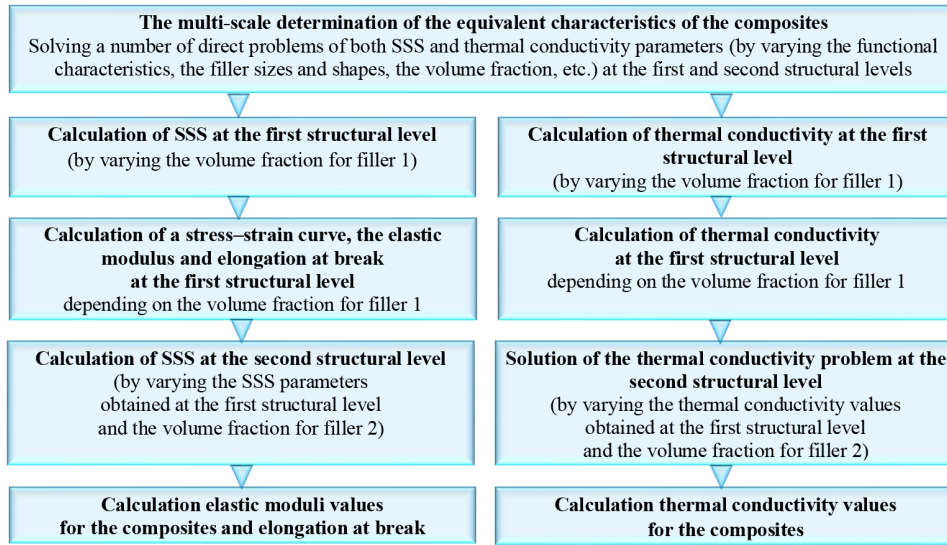 The multi-scale determination of the equivalent characteristics of the composites
Solving a number of direct problems of both SSS and thermal conductivity parameters (by varying the functional
characteristics, the filler sizes and shapes, the volume fraction, etc.) at the first and second structural levels
Calculation of SSS at the first structural level
(by varying the volume fraction for filler 1)
Calculation of thermal conductivity at the first
structural level
(by varying the volume fraction for filler 1)
Calculation of a stress–strain curve, the elastic
modulus and elongation at break
at the first structural level
depending on the volume fraction for filler 1
Calculation of thermal conductivity
at the first structural level
depending on the volume fraction for filler 1
Calculation of SSS at the second structural level
(by varying the SSS parameters
obtained at the first structural level
and the volume fraction for filler 2)
Solution of the thermal conductivity problem at the
second structural level
(by varying the thermal conductivity values
obtained at the first structural level
and the volume fraction for filler 2)
Calculation elastic moduli values
for the composites and elongation at break
Calculation thermal conductivity values
for the composites